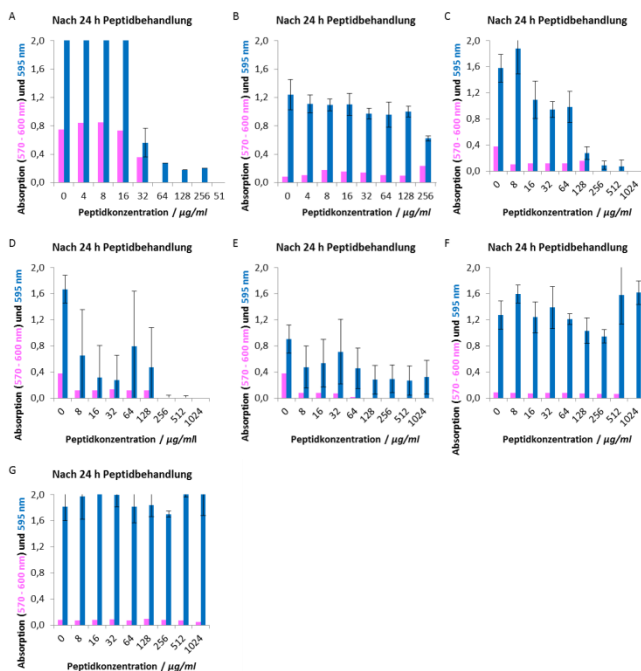 A
Nach 24 h Peptidbehandlung
Absorption (570 - 600 nm) und 595 nm
2,0
1,6
1,2
0,8
0,4
0,0
0 4 8 16 32 64 128 256 51
Peptidkonzentration / µg/ml
B
Nach 24 h Peptidbehandlung
Absorption (570 - 600 nm) und 595 nm
2,0
1,6
1,2
0,8
0,4
0,0
0 4 8 16 32 64 128 256
Peptidkonzentration / µg/ml
C
Nach 24 h Peptidbehandlung
Absorption (570 - 600 nm) und 595 nm
2,0
1,6
1,2
0,8
0,4
0,0
0 8 16 32 64 128 256 512 1024
Peptidkonzentration / µg/ml
D
Nach 24 h Peptidbehandlung
Absorption (570 - 600 nm) und 595 nm
2,0
1,6
1,2
0,8
0,4
0,0
0 8 16 32 64 128 256 512 1024
Peptidkonzentration / µg/ml
E
Nach 24 h Peptidbehandlung
Absorption (570 - 600 nm) und 595 nm
2,0
1,6
1,2
0,8
0,4
0,0
0 8 16 32 64 128 256 512 1024
Peptidkonzentration / µg/ml
F
Nach 24 h Peptidbehandlung
Absorption (570 - 600 nm) und 595 nm
2,0
1,6
1,2
0,8
0,4
0,0
0 8 16 32 64 128 256 512 1024
Peptidkonzentration / µg/ml
G
Nach 24 h Peptidbehandlung
Absorption (570 - 600 nm) und 595 nm
2,0
1,6
1,2
0,8
0,4
0,0
0 8 16 32 64 128 256 512 1024
Peptidkonzentration / µg/ml